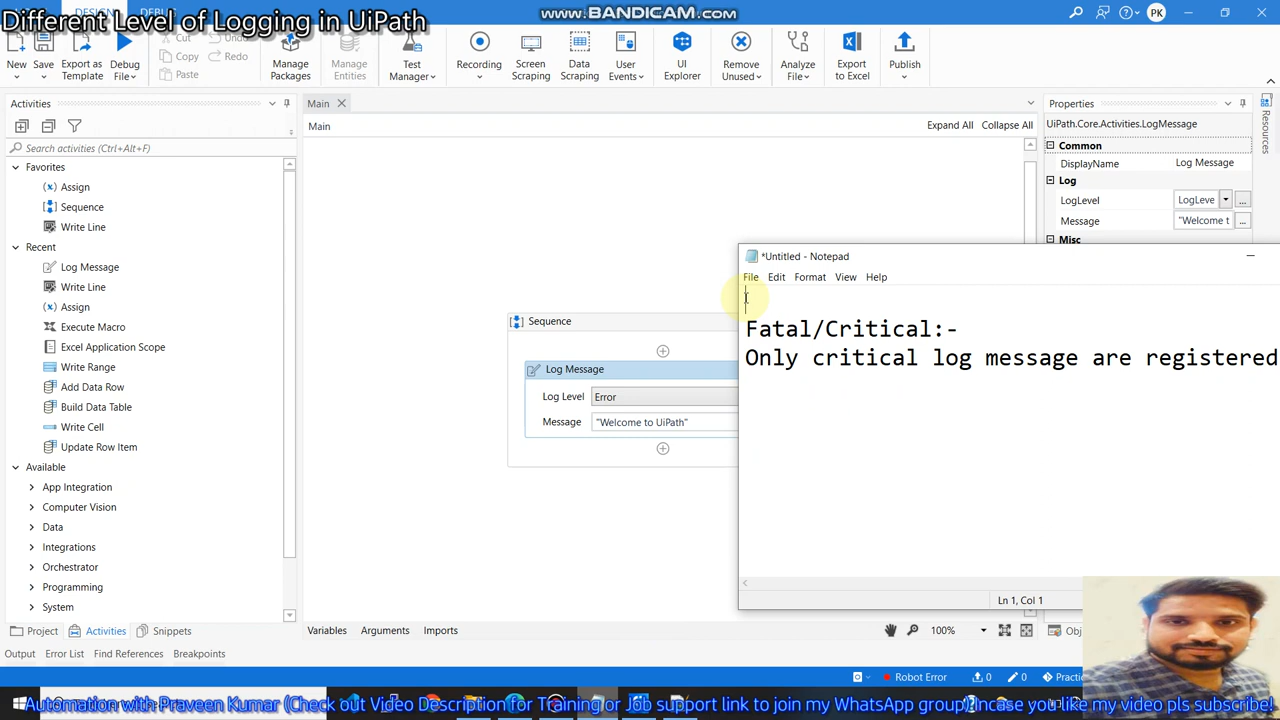 Different Level of Logging in UiPath
DESIGN DEBUG
www.BANDICAM.com
PK
New
Save
Export as Template
Debug File
Cut
Copy
Paste
Undo
Redo
Manage Packages
Manage Entities
Test Manager
Recording
Screen Scraping
Data Scraping
User Events
UI Explorer
Remove Unused
Analyze File
Export to Excel
Publish
Activities
Search activities (Ctrl+Alt+F)
Favorites
Assign
Sequence
Write Line
Recent
Log Message
Write Line
Assign
Execute Macro
Excel Application Scope
Write Range
Add Data Row
Build Data Table
Write Cell
Update Row Item
Available
App Integration
Computer Vision
Data
Integrations
Orchestrator
Programming
System
Project Activities Snippets
Main
Main
Expand All Collapse All
Sequence
Log Message
Log Level Error
Message "Welcome to UiPath"
Variables Arguments Imports
100%
Properties
UiPath.Core.Activities.LogMessage
Common
DisplayName Log Message
Log
LogLevel LogLeve ...
Message "Welcome t ...
Misc
Resources
*Untitled - Notepad
File Edit Format View Help
Fatal/Critical:-
Only critical log message are registered
Ln 1, Col 1
Output Error List Find References Breakpoints
Robot Error 0 0
Automation with Praveen Kumar (Check out Video Description for Training or Job support link to join my WhatsApp group)Incase you like my video pls subscribe!